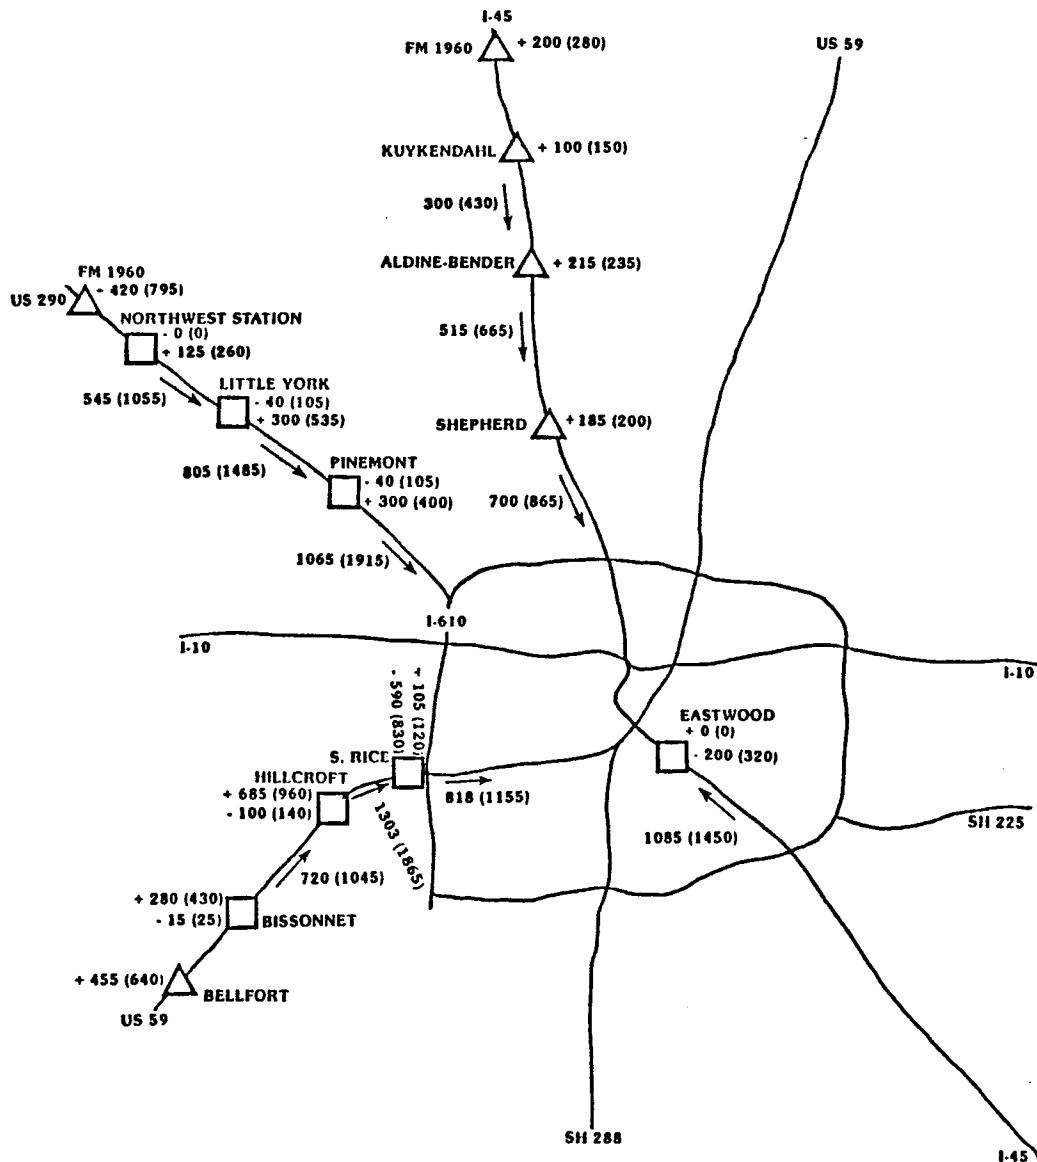 I-45
FM 1960
+ 200 (280)
US 59
KUYKENDAHL
+ 100 (150)
300 (430)
ALDINE-BENDER
+ 215 (235)
FM 1960
- 420 (795)
US 290
NORTHWEST STATION
- 0 (0)
+ 125 (260)
515 (665)
LITTLE YORK
- 40 (105)
+ 300 (535)
545 (1055)
SHEPHERD
+ 185 (200)
805 (1485)
PINEMONT
- 40 (105)
+ 300 (400)
700 (865)
1065 (1915)
I-610
I-10
I-10
+ 105 (120)
- 590 (830)
S. RICE
EASTWOOD
+ 0 (0)
- 200 (320)
HILLCROFT
+ 685 (960)
- 100 (140)
818 (1155)
1303 (1865)
SH 225
1085 (1450)
720 (1045)
+ 280 (430)
- 15 (25)
BISSONNET
+ 455 (640)
BELLFORT
US 59
SH 288
I-45